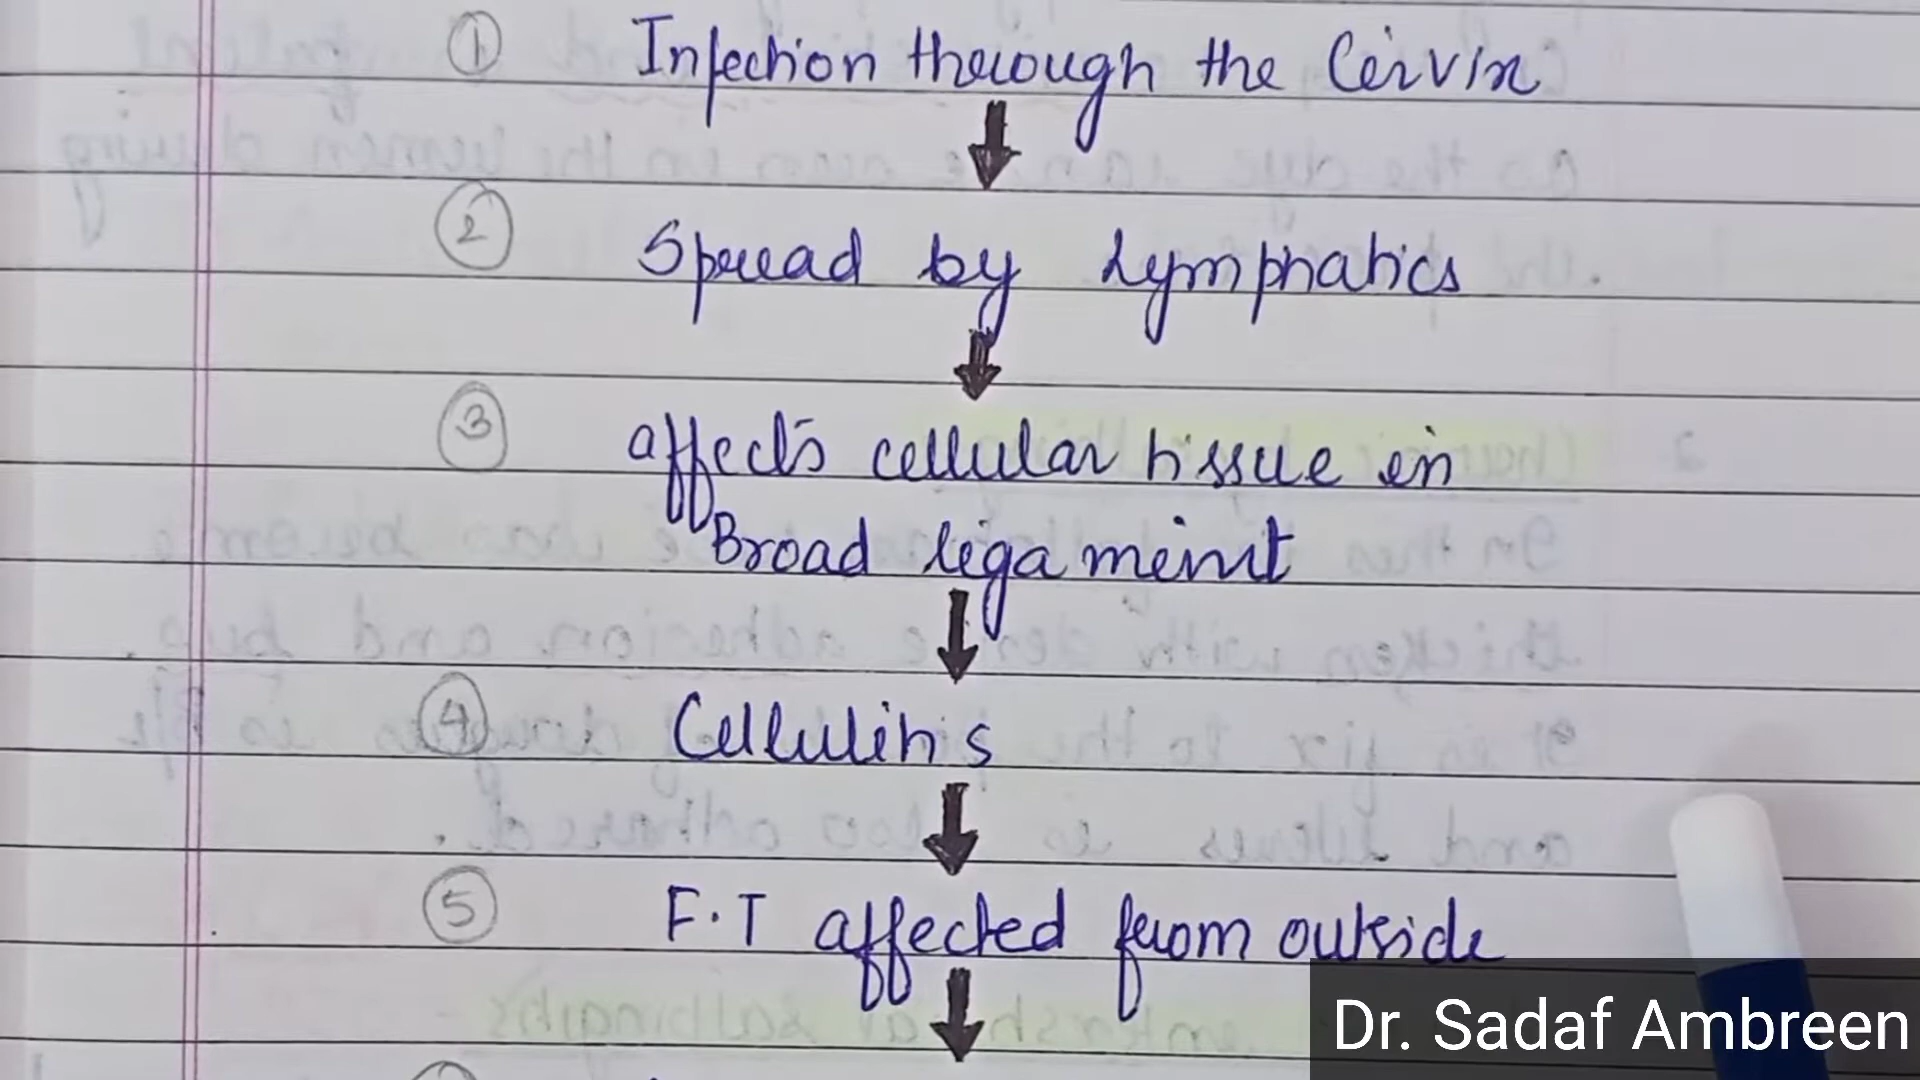 ① Infection through the Cervix
② Spread by Lymphatics
③ affects cellular tissue in
Broad ligament
④ Cellulitis
⑤ F.T affected from outside
Dr. Sadaf Ambreen